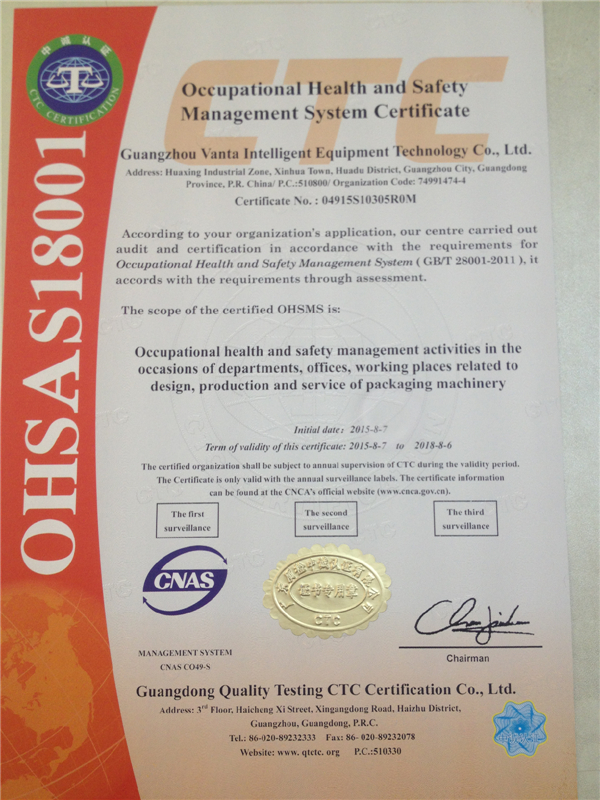 中诚认证
CTC CERTIFICATION
CTC
OHSAS18001
Occupational Health and Safety
Management System Certificate
Guangzhou Vanta Intelligent Equipment Technology Co., Ltd.
Address: Huaxing Industrial Zone, Xinhua Town, Huadu District, Guangzhou City, Guangdong
Province, P.R. China/ P.C.:510800/ Organization Code: 74991474-4
Certificate No. : 04915S10305R0M
According to your organization's application, our centre carried out
audit and certification in accordance with the requirements for
Occupational Health and Safety Management System ( GB/T 28001-2011 ), it
accords with the requirements through assessment.
The scope of the certified OHSMS is:
Occupational health and safety management activities in the
occasions of departments, offices, working places related to
design, production and service of packaging machinery
Initial date: 2015-8-7
Term of validity of this certificate: 2015-8-7 to 2018-8-6
The certified organization shall be subject to annual supervision of CTC during the validity period.
The Certificate is only valid with the annual surveillance labels. The certificate information
can be found at the CNCA's official website (www.cnca.gov.cn).
The first
surveillance
The second
surveillance
The third
surveillance
CNAS
证书专用章
CTC
MANAGEMENT SYSTEM
CNAS CO49-S
Chairman
Guangdong Quality Testing CTC Certification Co., Ltd.
Address: 3rd Floor, Haicheng Xi Street, Xingangdong Road, Haizhu District,
Guangzhou, Guangdong, P.R.C.
Tel.: 86-020-89232333 Fax: 86- 020-89232078
Website: www. qtctc. org P.C.:510330